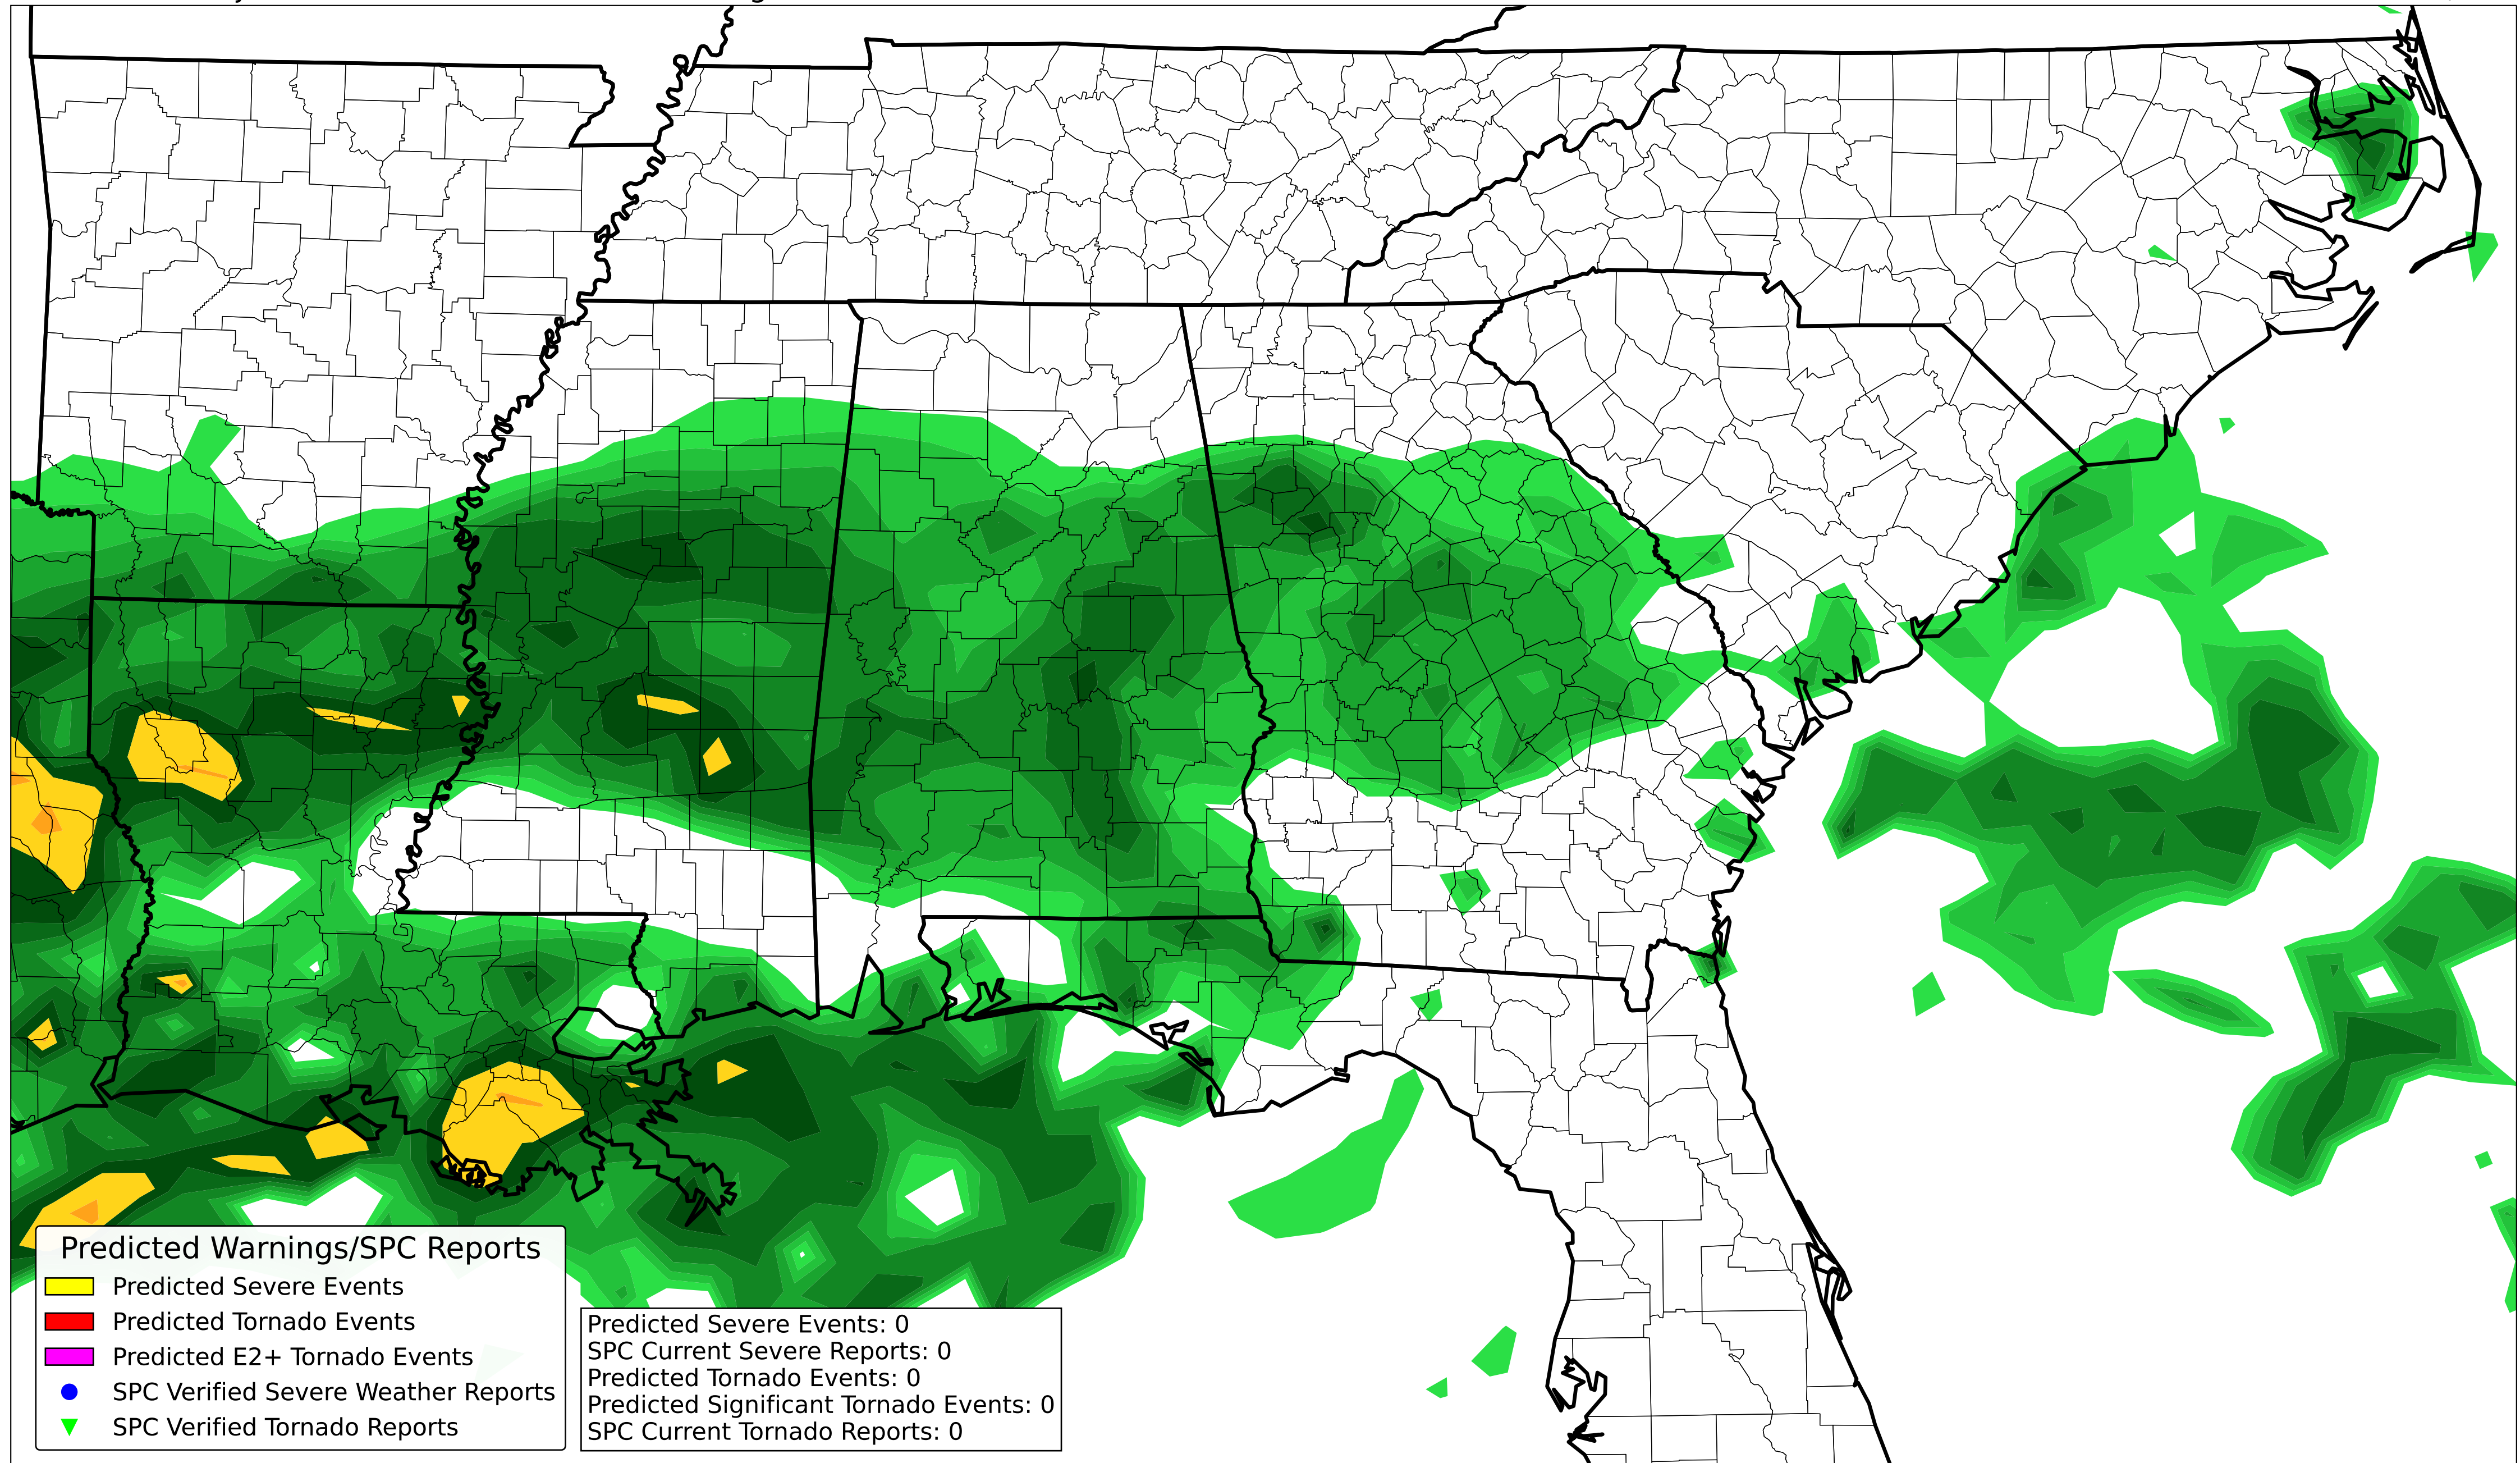 Predicted Warnings/SPC Reports
Predicted Severe Events
Predicted Tornado Events
Predicted E2+ Tornado Events
SPC Verified Severe Weather Reports
SPC Verified Tornado Reports
Predicted Severe Events: 0
SPC Current Severe Reports: 0
Predicted Tornado Events: 0
Predicted Significant Tornado Events: 0
SPC Current Tornado Reports: 0